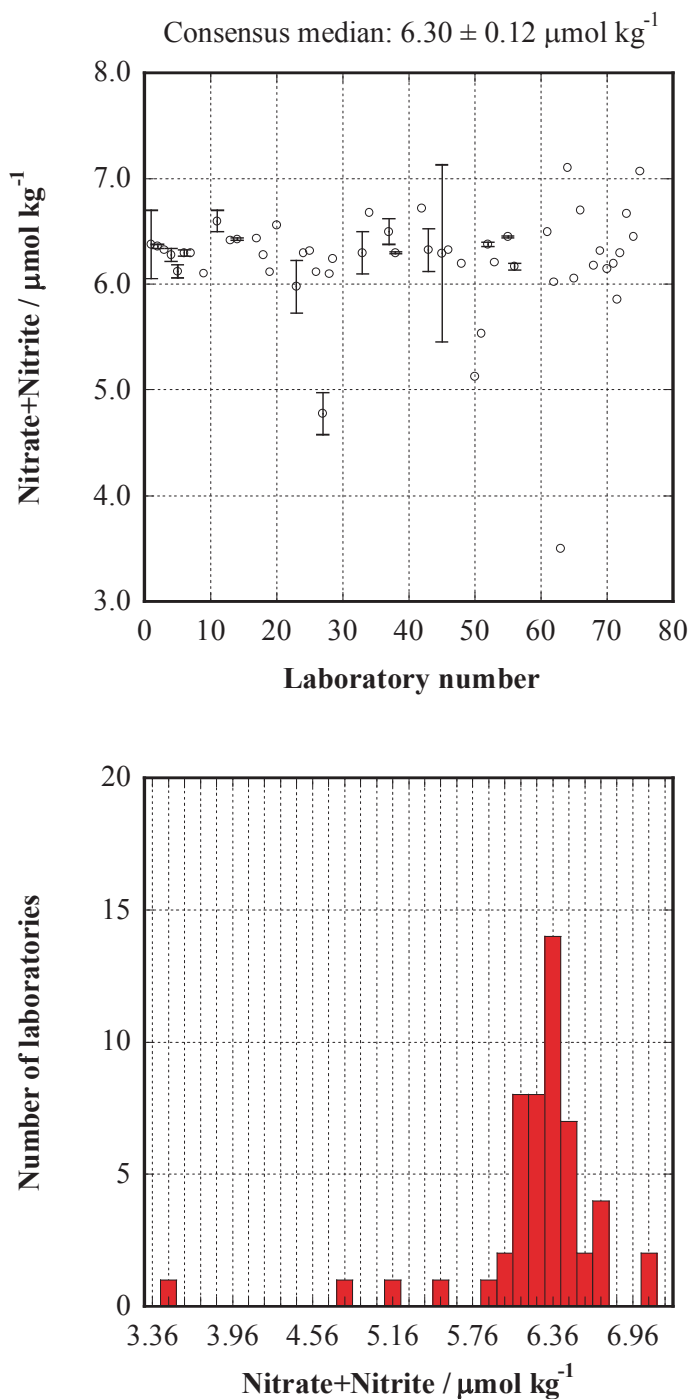 Consensus median: 6.30 ± 0.12 μmol kg⁻¹
8.0
7.0
6.0
5.0
4.0
3.0
Nitrate+Nitrite / μmol kg⁻¹
0 10 20 30 40 50 60 70 80
Laboratory number
20
15
10
5
0
Number of laboratories
3.36 3.96 4.56 5.16 5.76 6.36 6.96
Nitrate+Nitrite / μmol kg⁻¹